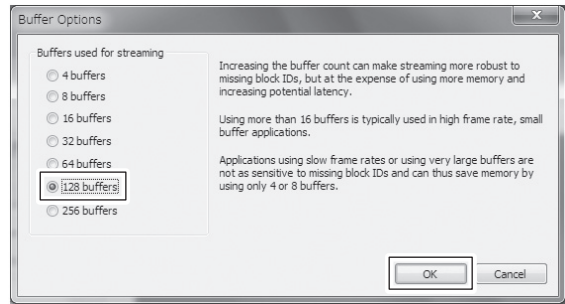 Buffer Options
Buffers used for streaming
4 buffers
8 buffers
16 buffers
32 buffers
64 buffers
128 buffers
256 buffers
Increasing the buffer count can make streaming more robust to
missing block IDs, but at the expense of using more memory and
increasing potential latency.
Using more than 16 buffers is typically used in high frame rate, small
buffer applications.
Applications using slow frame rates or using very large buffers are
not as sensitive to missing block IDs and can thus save memory by
using only 4 or 8 buffers.
OK
Cancel